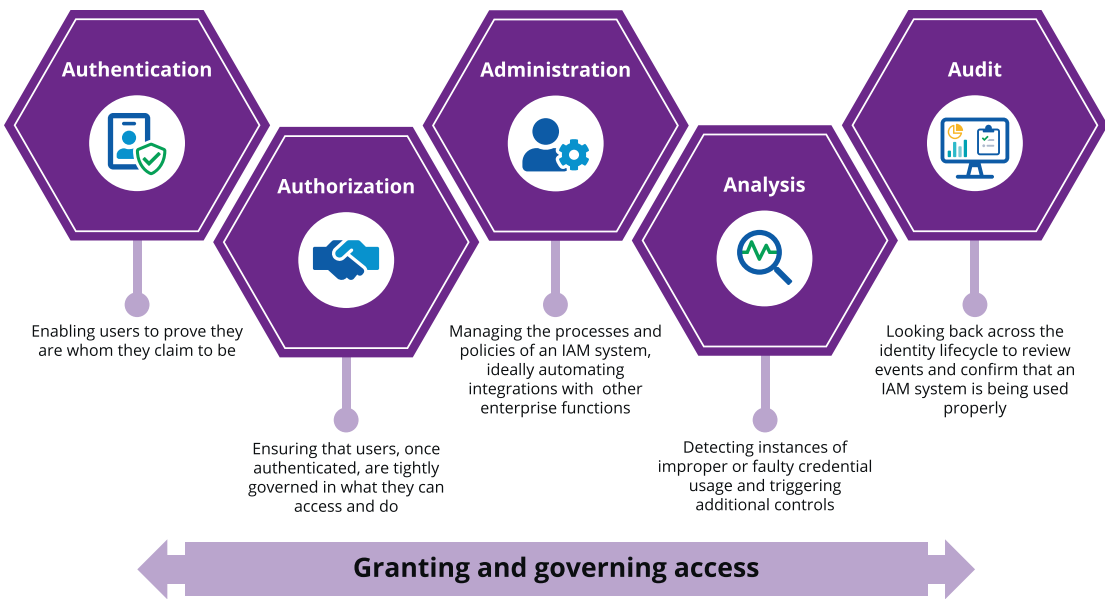 Authentication
Enabling users to prove they
are whom they claim to be
Authorization
Ensuring that users, once
authenticated, are tightly
governed in what they can
access and do
Administration
Managing the processes and
policies of an IAM system,
ideally automating
integrations with other
enterprise functions
Analysis
Detecting instances of
improper or faulty credential
usage and triggering
additional controls
Audit
Looking back across the
identity lifecycle to review
events and confirm that an
IAM system is being used
properly
Granting and governing access